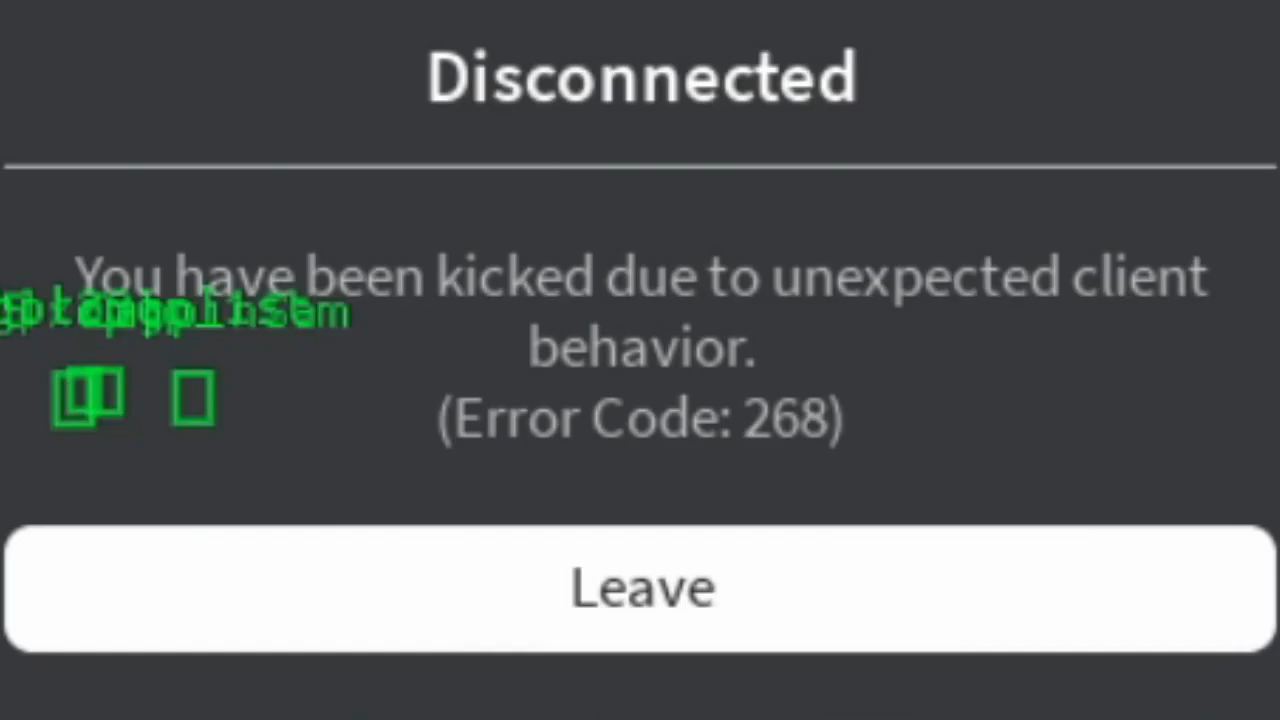 Disconnected
You have been kicked due to unexpected client
behavior.
(Error Code: 268)
Leave